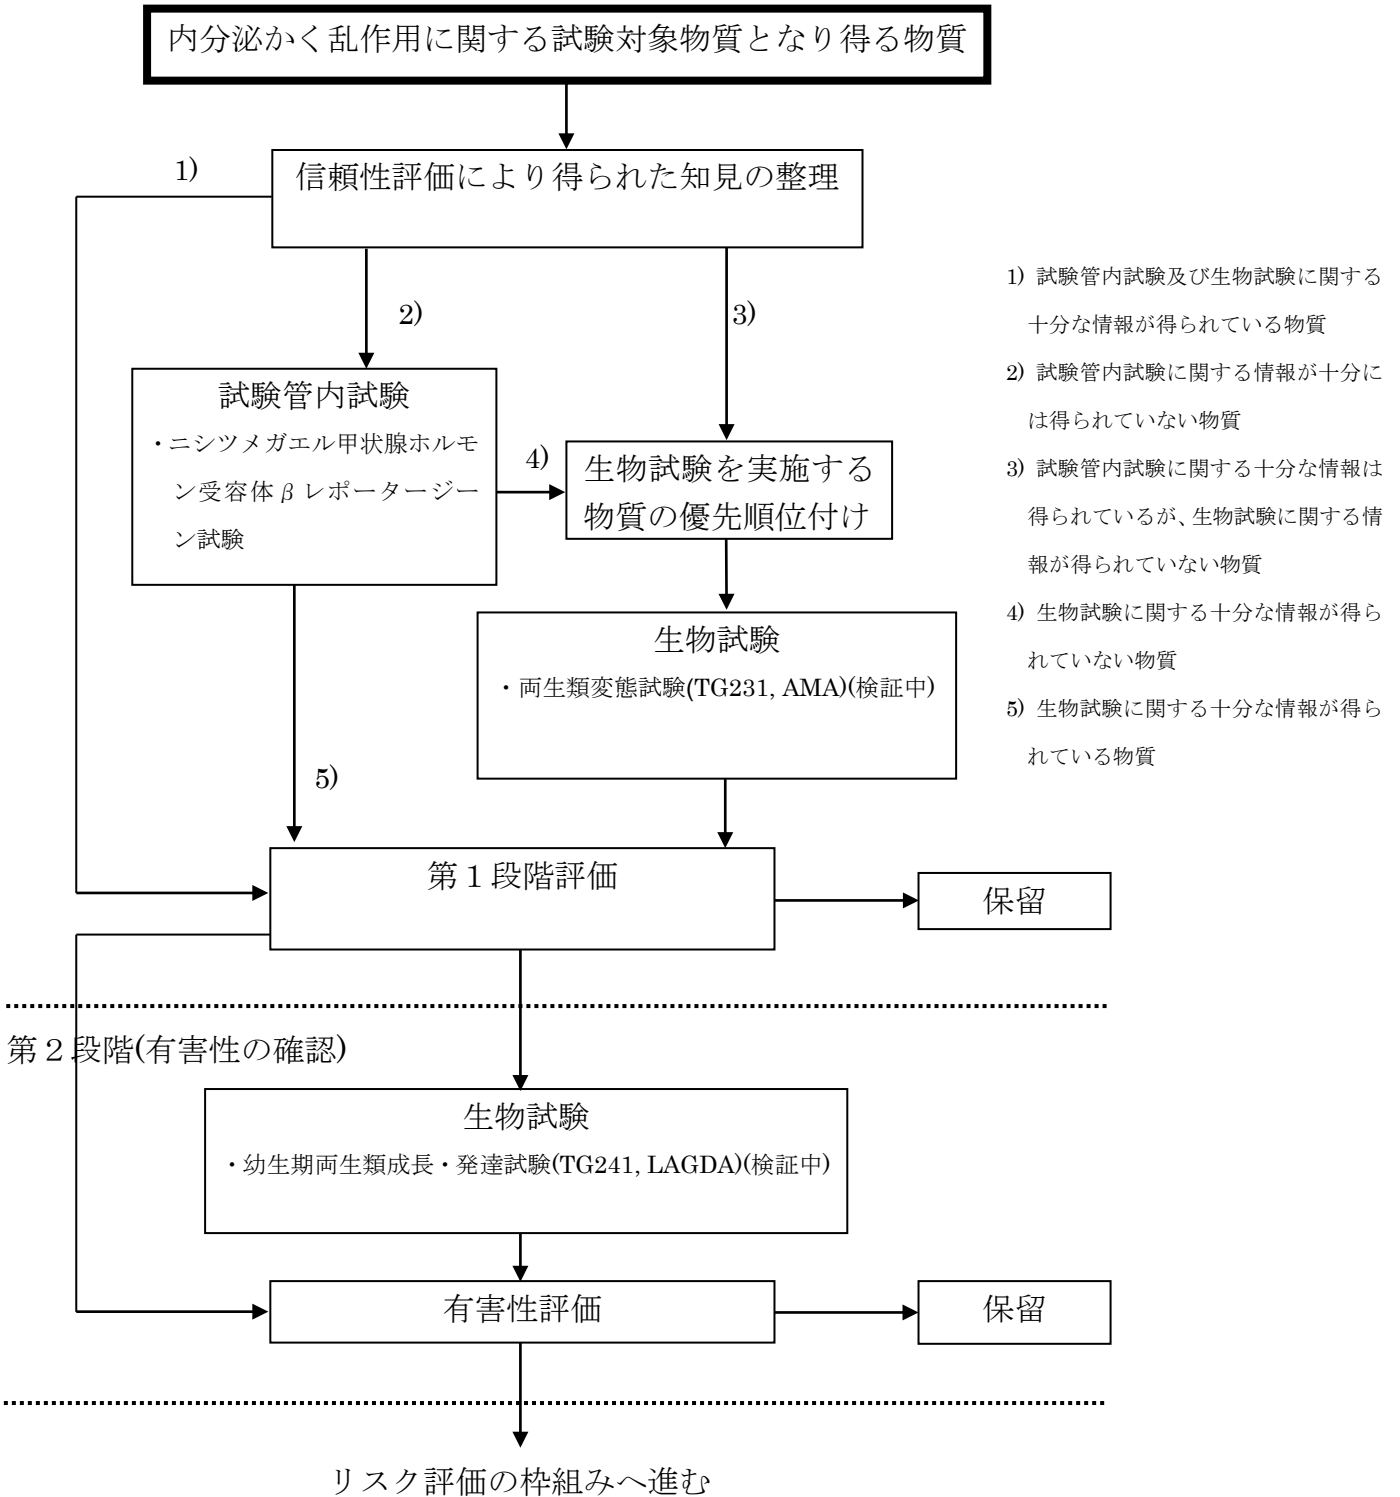 内分泌かく乱作用に関する試験対象物質となり得る物質
1)
信頼性評価により得られた知見の整理
2)
3)
試験管内試験
・ニシツメガエル甲状腺ホルモ
ン受容体βレポータージー
ン試験
4)
生物試験を実施する
物質の優先順位付け
生物試験
・両生類変態試験(TG231, AMA)(検証中)
5)
1) 試験管内試験及び生物試験に関する
十分な情報が得られている物質
2) 試験管内試験に関する情報が十分に
は得られていない物質
3) 試験管内試験に関する十分な情報は
得られているが、生物試験に関する情
報が得られていない物質
4) 生物試験に関する十分な情報が得ら
れていない物質
5) 生物試験に関する十分な情報が得ら
れている物質
第１段階評価
保留
第２段階(有害性の確認)
生物試験
・幼生期両生類成長・発達試験(TG241, LAGDA)(検証中)
有害性評価
保留
リスク評価の枠組みへ進む